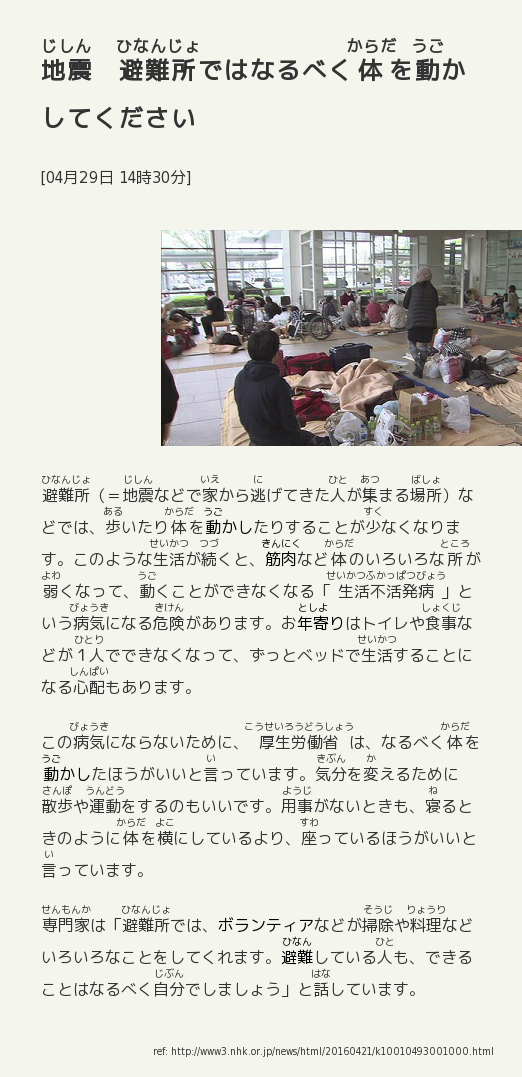 地震　避難所ではなるべく体を動か
してください
[04月29日 14時30分]
避難所（＝地震などで家から逃げてきた人が集まる場所）な
どでは、歩いたり体を動かしたりすることが少なくなりま
す。このような生活が続くと、筋肉など体のいろいろな所が
弱くなって、動くことができなくなる「生活不活発病」と
いう病気になる危険があります。お年寄りはトイレや食事な
どが１人でできなくなって、ずっとベッドで生活することに
なる心配もあります。
この病気にならないために、厚生労働省は、なるべく体を
動かしたほうがいいと言っています。気分を変えるために
散歩や運動をするのもいいです。用事がないときも、寝ると
きのように体を横にしているより、座っているほうがいいと
言っています。
専門家は「避難所では、ボランティアなどが掃除や料理など
いろいろなことをしてくれます。避難している人も、できる
ことはなるべく自分でしましょう」と話しています。
ref: http://www3.nhk.or.jp/news/html/20160421/k10010493001000.html